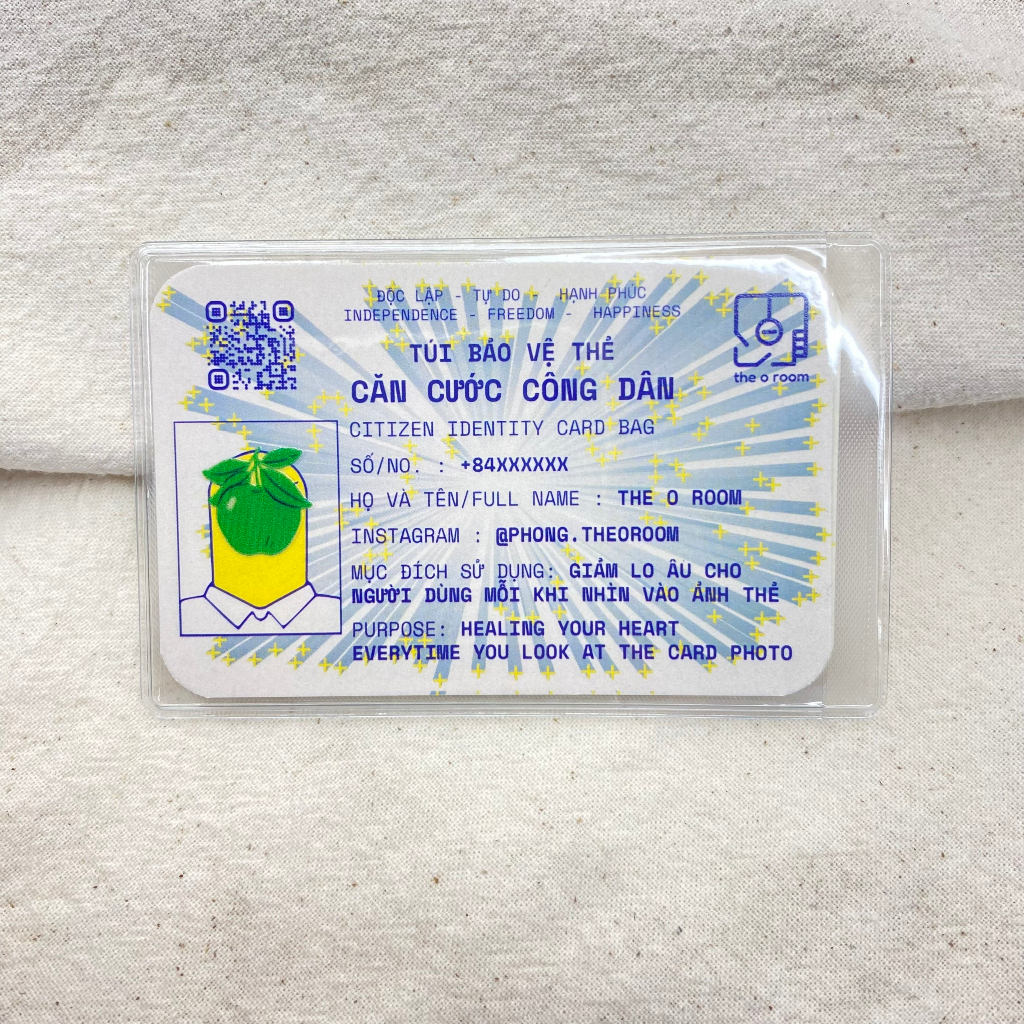 ĐỘC LẬP - TỰ DO - HẠNH PHÚC
INDEPENDENCE - FREEDOM - HAPPINESS
TÚI BẢO VỆ THẺ
CĂN CƯỚC CÔNG DÂN
CITIZEN IDENTITY CARD BAG
the o room
SỐ/NO. : +84XXXXXX
HỌ VÀ TÊN/FULL NAME : THE O ROOM
INSTAGRAM : @PHONG.THEOROOM
MỤC ĐÍCH SỬ DỤNG: GIẢM LO ÂU CHO
NGƯỜI DÙNG MỖI KHI NHÌN VÀO ẢNH THẺ
PURPOSE: HEALING YOUR HEART
EVERYTIME YOU LOOK AT THE CARD PHOTO